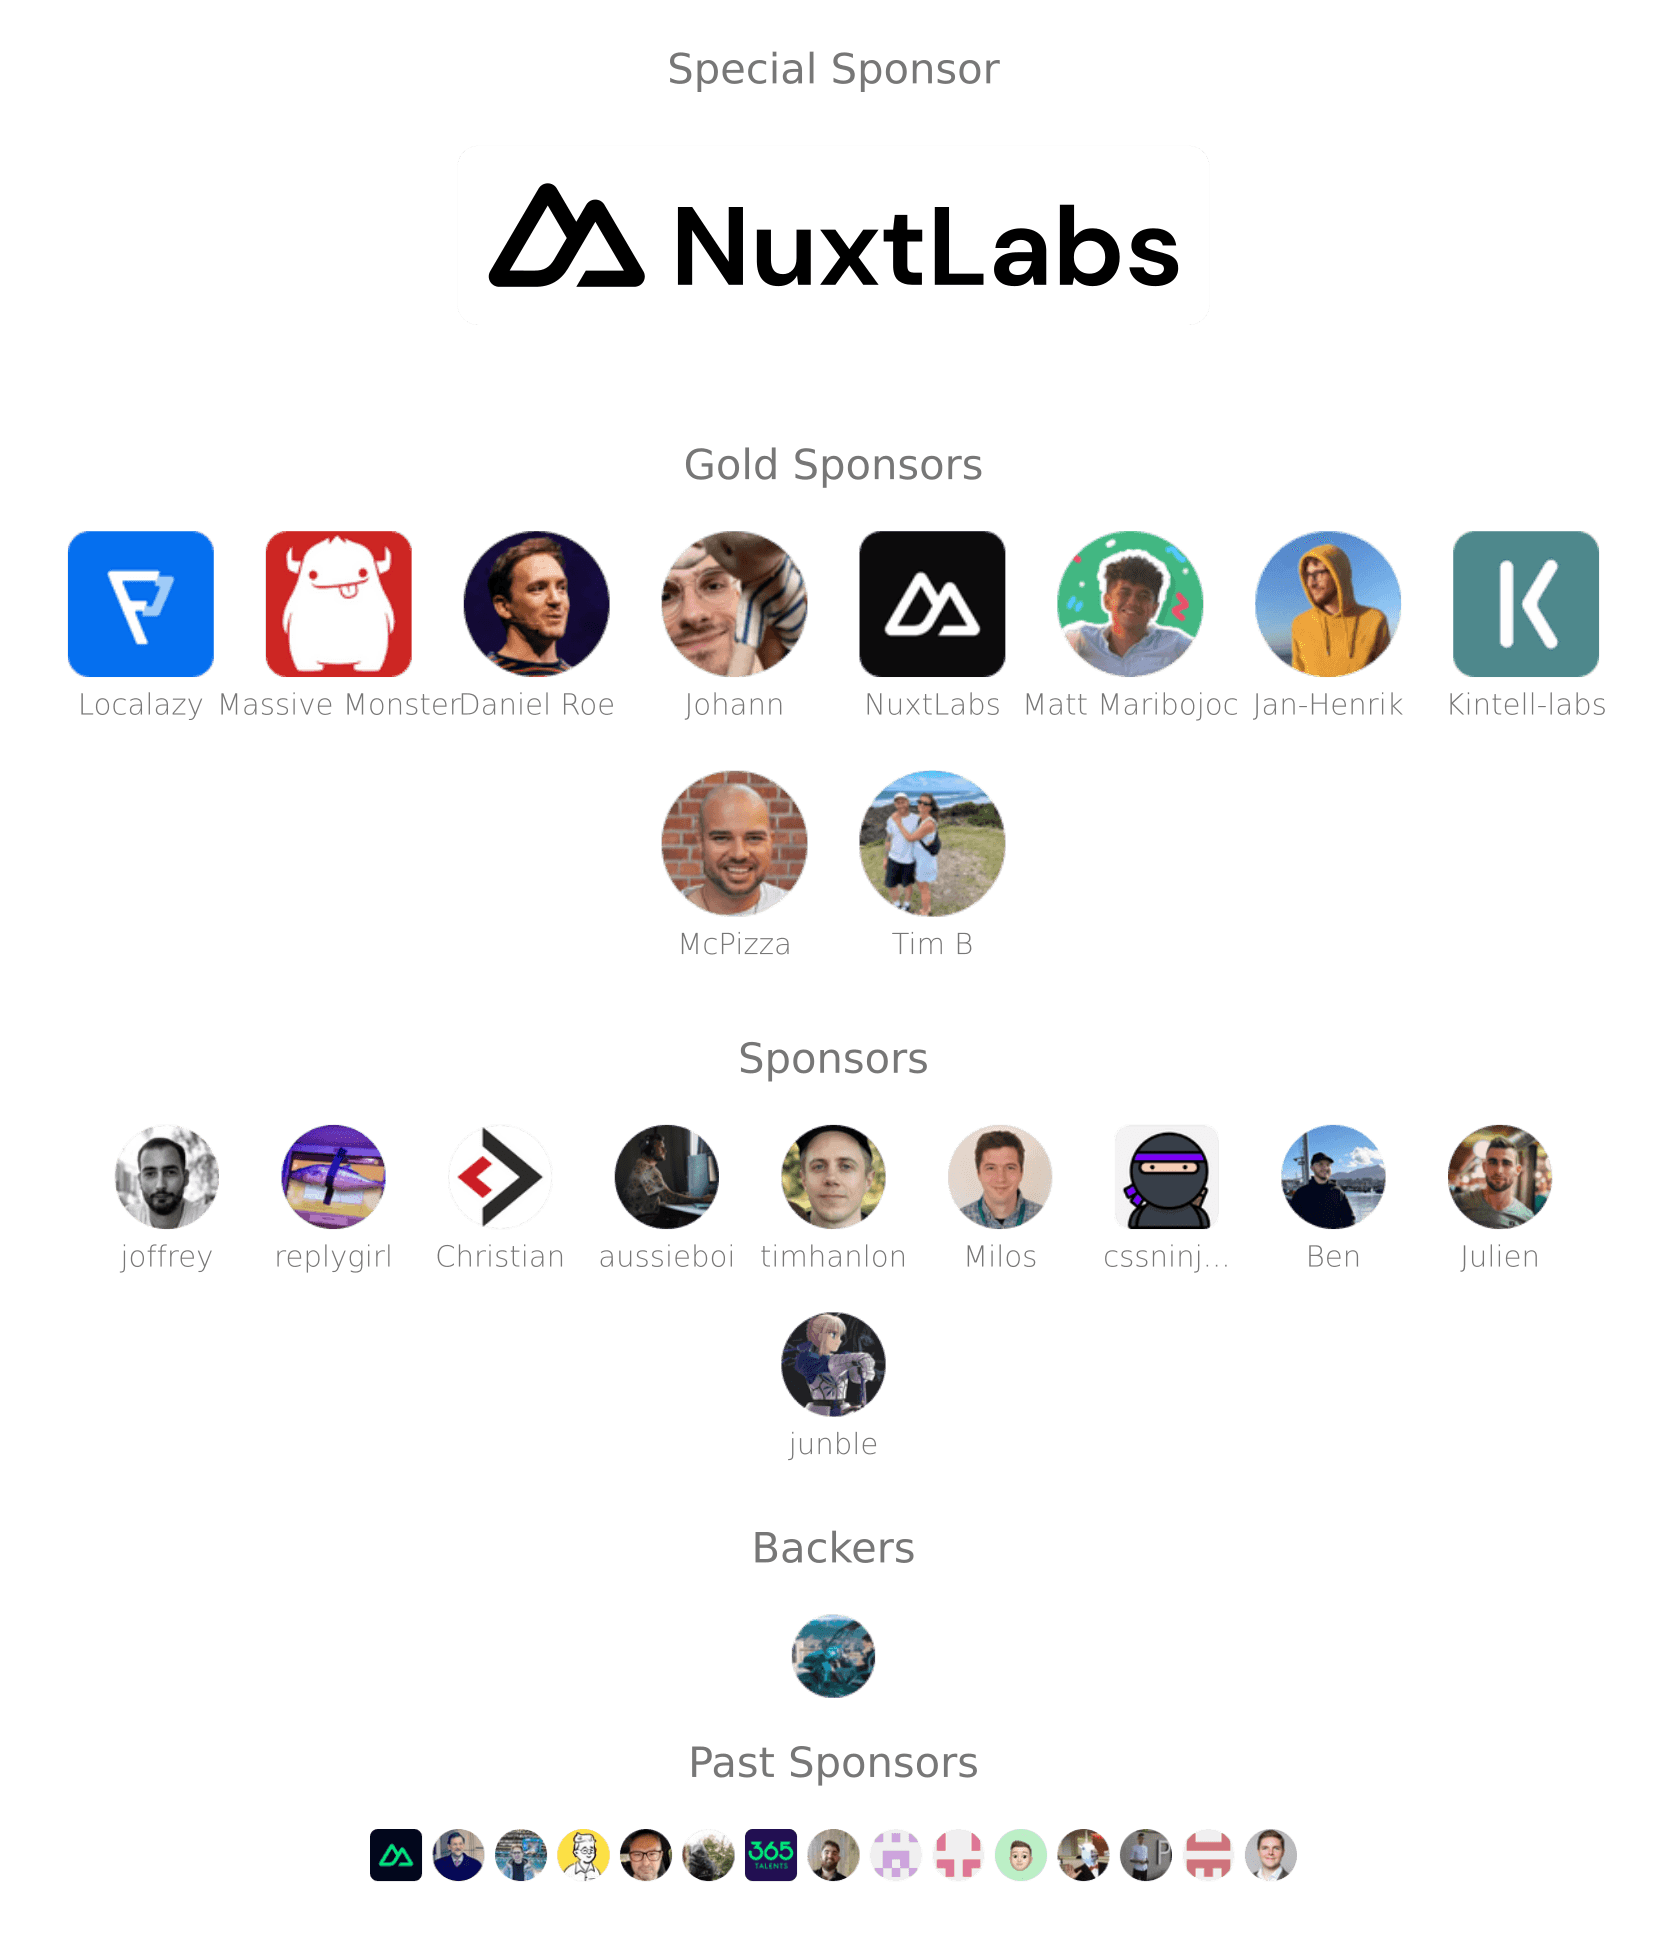 Special Sponsor
NuxtLabs
Gold Sponsors
Localazy Massive Monster Daniel Roe Johann NuxtLabs Matt Maribojoc Jan-Henrik Kintell-labs
McPizza Tim B
Sponsors
joffrey replygirl Christian aussieboi timhanlon Milos cssninj... Ben Julien
junble
Backers
Past Sponsors
365
TALENTS
P